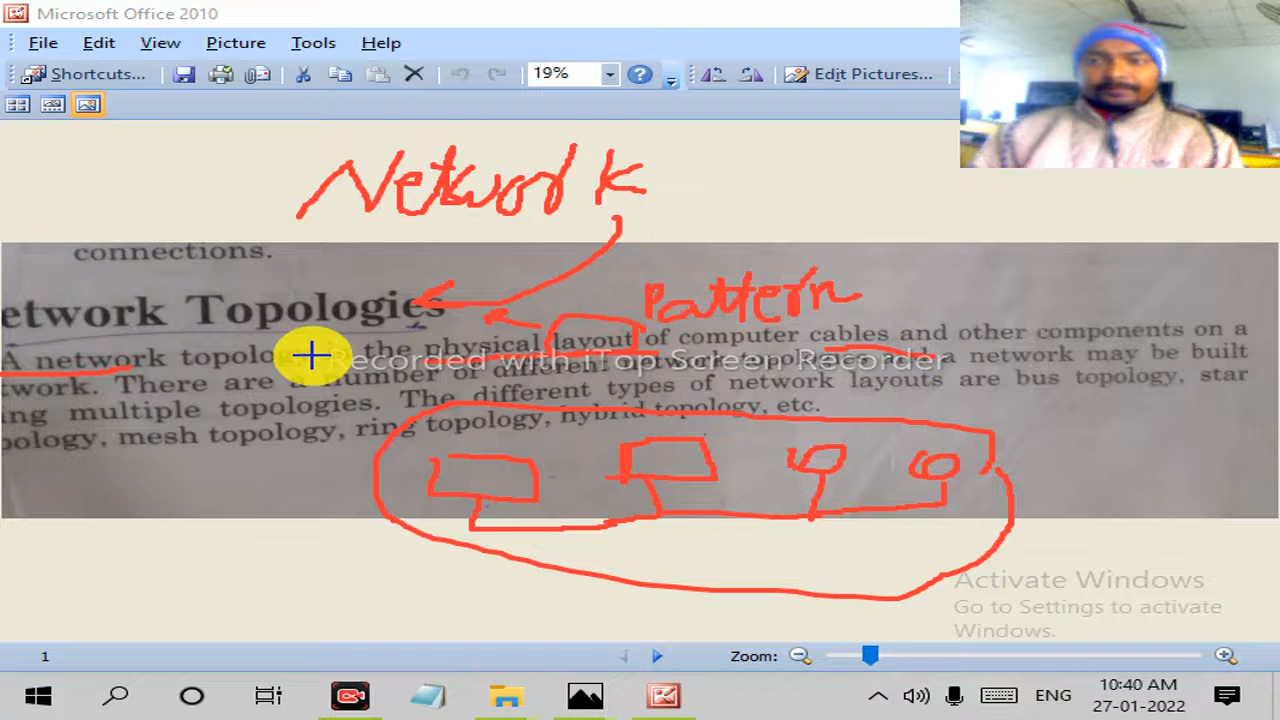 Microsoft Office 2010
File Edit View Picture Tools Help
Shortcuts... 19% Edit Pictures...
Network
connections.
etwork Topologies
Pattern
A network topology is the physical layout of computer cables and other components on a
twork. There are a number of different network topologies and a network may be built
ing multiple topologies. The different types of network layouts are bus topology, star
pology, mesh topology, ring topology, hybrid topology, etc.
Recorded with iTop Screen Recorder
Activate Windows
Go to Settings to activate
Windows.
1 Zoom:
ENG 10:40 AM
27-01-2022